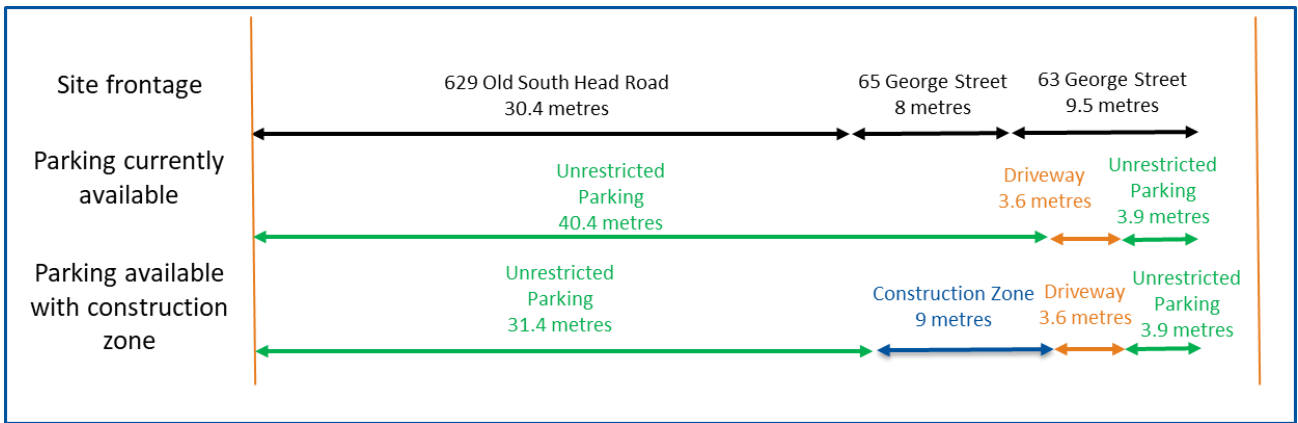 Site frontage
629 Old South Head Road
30.4 metres
65 George Street
8 metres
63 George Street
9.5 metres
Parking currently
available
Unrestricted
Parking
40.4 metres
Driveway
3.6 metres
Unrestricted
Parking
3.9 metres
Parking available
with construction
zone
Unrestricted
Parking
31.4 metres
Construction Zone
9 metres
Driveway
3.6 metres
Unrestricted
Parking
3.9 metres